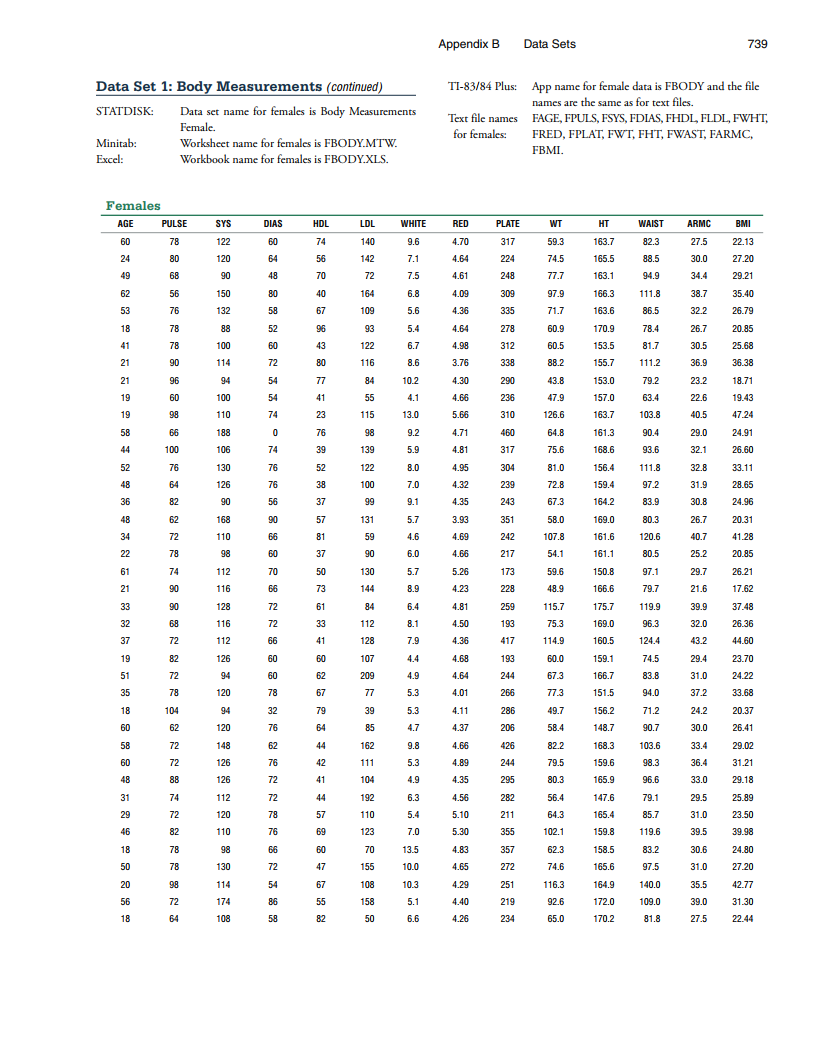 Appendix B Data Sets 739
Data Set 1: Body Measurements (continued)
STATDISK: Data set name for females is Body Measurements
Female.
Minitab: Worksheet name for females is FBODY.MTW.
Excel: Workbook name for females is FBODY.XLS.
TI-83/84 Plus: App name for female data is FBODY and the file
names are the same as for text files.
Text file names FAGE, FPULS, FSYS, FDIAS, FHDL, FLDL, FWHT,
for females: FRED, FPLAT, FWT, FHT, FWAST, FARMC,
FBMI.
Females
AGE PULSE SYS DIAS HDL LDL WHITE RED PLATE WT HT WAIST ARMC BMI
60 78 122 60 74 140 9.6 4.70 317 59.3 163.7 82.3 27.5 22.13
24 80 120 64 56 142 7.1 4.64 224 74.5 165.5 88.5 30.0 27.20
49 68 90 48 70 72 7.5 4.61 248 77.7 163.1 94.9 34.4 29.21
62 56 150 80 40 164 6.8 4.09 309 97.9 166.3 111.8 38.7 35.40
53 76 132 58 67 109 5.6 4.36 335 71.7 163.6 86.5 32.2 26.79
18 78 88 52 96 93 5.4 4.64 278 60.9 170.9 78.4 26.7 20.85
41 78 100 60 43 122 6.7 4.98 312 60.5 153.5 81.7 30.5 25.68
21 90 114 72 80 116 8.6 3.76 338 88.2 155.7 111.2 36.9 36.38
21 96 94 54 77 84 10.2 4.30 290 43.8 153.0 79.2 23.2 18.71
19 60 100 54 41 55 4.1 4.66 236 47.9 157.0 63.4 22.6 19.43
19 98 110 74 23 115 13.0 5.66 310 126.6 163.7 103.8 40.5 47.24
58 66 188 0 76 98 9.2 4.71 460 64.8 161.3 90.4 29.0 24.91
44 100 106 74 39 139 5.9 4.81 317 75.6 168.6 93.6 32.1 26.60
52 76 130 76 52 122 8.0 4.95 304 81.0 156.4 111.8 32.8 33.11
48 64 126 76 38 100 7.0 4.32 239 72.8 159.4 97.2 31.9 28.65
36 82 90 56 37 99 9.1 4.35 243 67.3 164.2 83.9 30.8 24.96
48 62 168 90 57 131 5.7 3.93 351 58.0 169.0 80.3 26.7 20.31
34 72 110 66 81 59 4.6 4.69 242 107.8 161.6 120.6 40.7 41.28
22 78 98 60 37 90 6.0 4.66 217 54.1 161.1 80.5 25.2 20.85
61 74 112 70 50 130 5.7 5.26 173 59.6 150.8 97.1 29.7 26.21
21 90 116 66 73 144 8.9 4.23 228 48.9 166.6 79.7 21.6 17.62
33 90 128 72 61 84 6.4 4.81 259 115.7 175.7 119.9 39.9 37.48
32 68 116 72 33 112 8.1 4.50 193 75.3 169.0 96.3 32.0 26.36
37 72 112 66 41 128 7.9 4.36 417 114.9 160.5 124.4 43.2 44.60
19 82 126 60 60 107 4.4 4.68 193 60.0 159.1 74.5 29.4 23.70
51 72 94 60 62 209 4.9 4.64 244 67.3 166.7 83.8 31.0 24.22
35 78 120 78 67 77 5.3 4.01 266 77.3 151.5 94.0 37.2 33.68
18 104 94 32 79 39 5.3 4.11 286 49.7 156.2 71.2 24.2 20.37
60 62 120 76 64 85 4.7 4.37 206 58.4 148.7 90.7 30.0 26.41
58 72 148 62 44 162 9.8 4.66 426 82.2 168.3 103.6 33.4 29.02
60 72 126 76 42 111 5.3 4.89 244 79.5 159.6 98.3 36.4 31.21
48 88 126 72 41 104 4.9 4.35 295 80.3 165.9 96.6 33.0 29.18
31 74 112 72 44 192 6.3 4.56 282 56.4 147.6 79.1 29.5 25.89
29 72 120 78 57 110 5.4 5.10 211 64.3 165.4 85.7 31.0 23.50
46 82 110 76 69 123 7.0 5.30 355 102.1 159.8 119.6 39.5 39.98
18 78 98 66 60 70 13.5 4.83 357 62.3 158.5 83.2 30.6 24.80
50 78 130 72 47 155 10.0 4.65 272 74.6 165.6 97.5 31.0 27.20
20 98 114 54 67 108 10.3 4.29 251 116.3 164.9 140.0 35.5 42.77
56 72 174 86 55 158 5.1 4.40 219 92.6 172.0 109.0 39.0 31.30
18 64 108 58 82 50 6.6 4.26 234 65.0 170.2 81.8 27.5 22.44